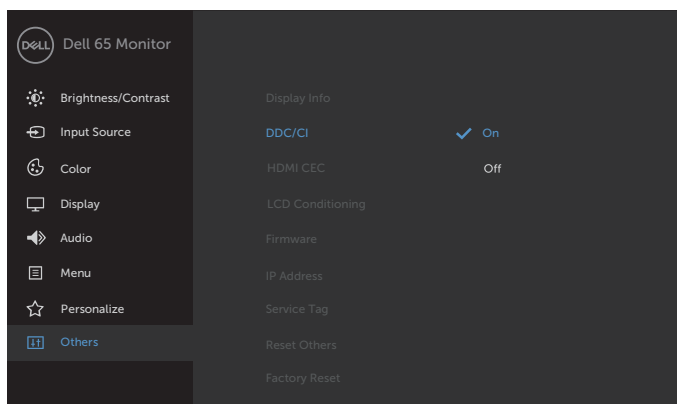 DELL
Dell 65 Monitor
Brightness/Contrast
Input Source
Color
Display
Audio
Menu
Personalize
Others
Display Info
DDC/CI
On
HDMI CEC
Off
LCD Conditioning
Firmware
IP Address
Service Tag
Reset Others
Factory Reset